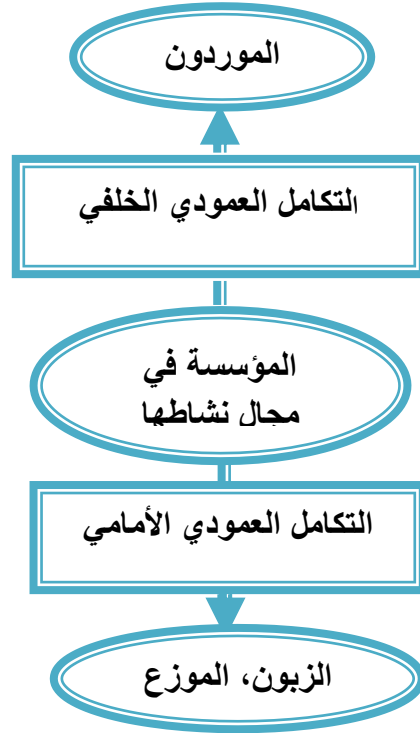 الموردون
التكامل العمودي الخلفي
المؤسسة في
مجال نشاطها
التكامل العمودي الأمامي
الزبون، الموزع